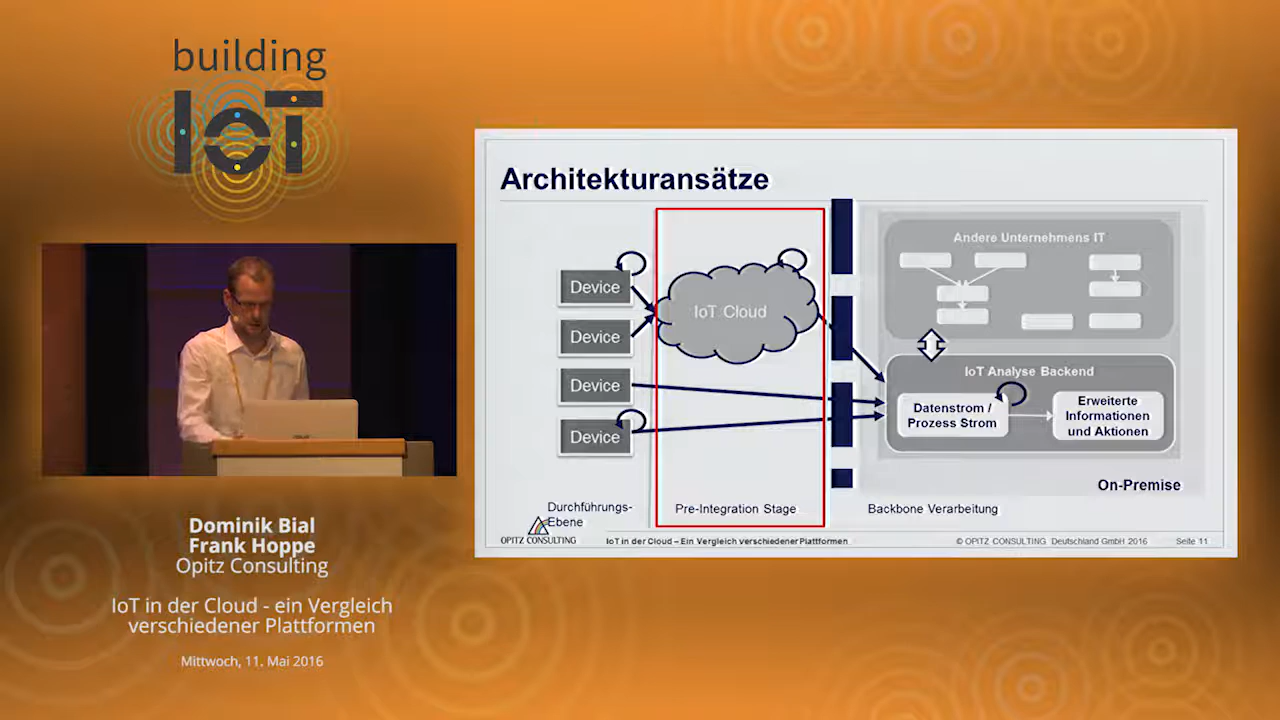 building
IoT
Dominik Bial
Frank Hoppe
Opitz Consulting
IoT in der Cloud - ein Vergleich
verschiedener Plattformen
Mittwoch, 11. Mai 2016
Architekturansätze
Device
Device
Device
Device
IoT Cloud
Andere Unternehmens IT
IoT Analyse Backend
Datenstrom /
Prozess Strom
Erweiterte
Informationen
und Aktionen
On-Premise
Durchführungs-
Ebene
Pre-Integration Stage
Backbone Verarbeitung
OPITZ CONSULTING
IoT in der Cloud – Ein Vergleich verschiedener Plattformen
© OPITZ CONSULTING Deutschland GmbH 2016
Seite 11